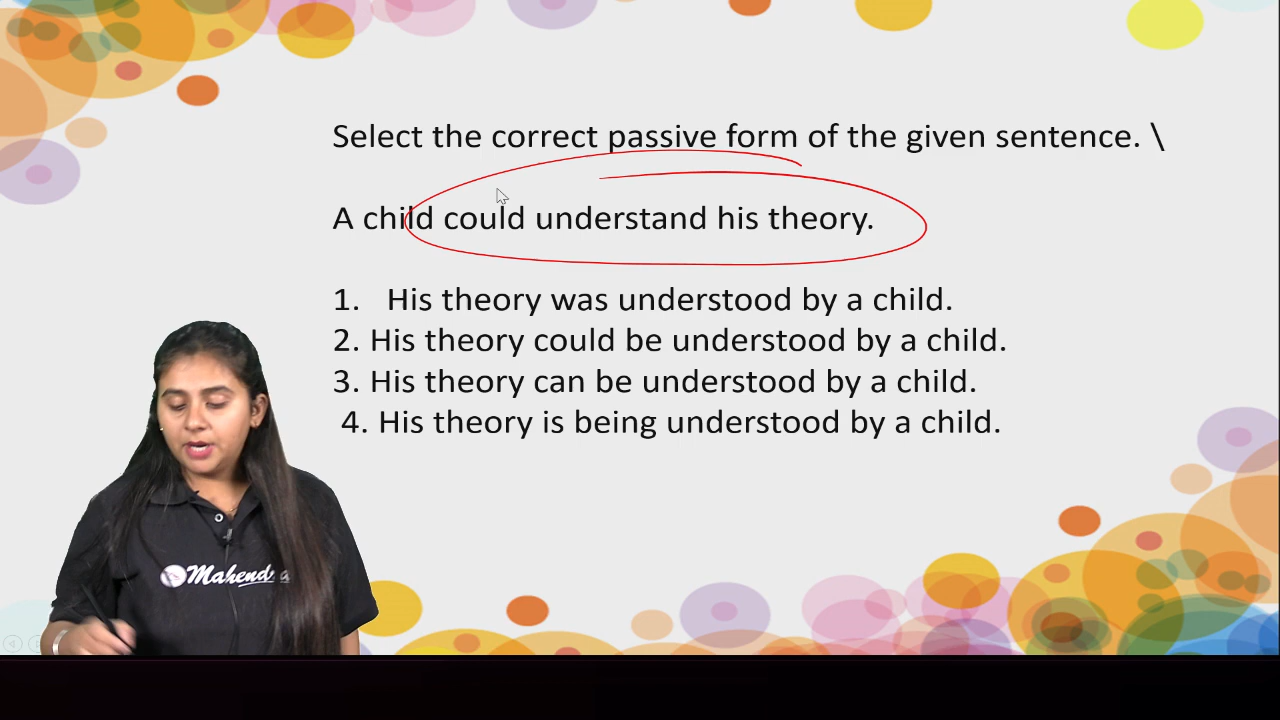 Select the correct passive form of the given sentence. \
A child could understand his theory.
1. His theory was understood by a child.
2. His theory could be understood by a child.
3. His theory can be understood by a child.
4. His theory is being understood by a child.
Mahendra